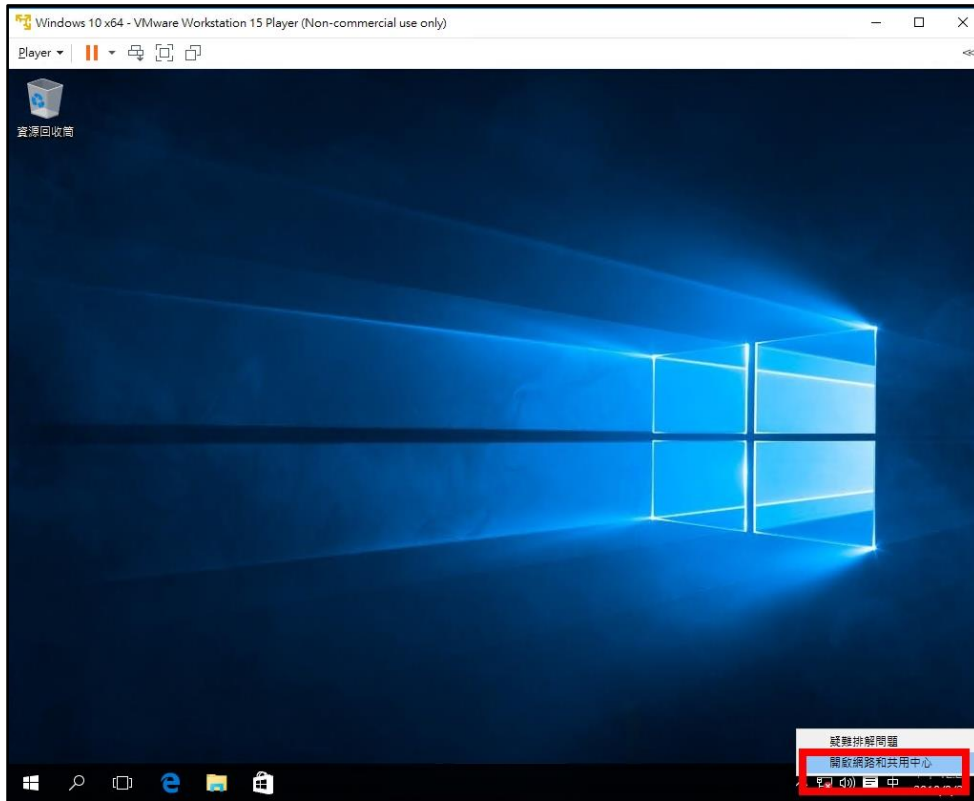 Windows 10 x64 - VMware Workstation 15 Player (Non-commercial use only)
Player
資源回收筒
疑難排解問題
開啟網路和共用中心
中